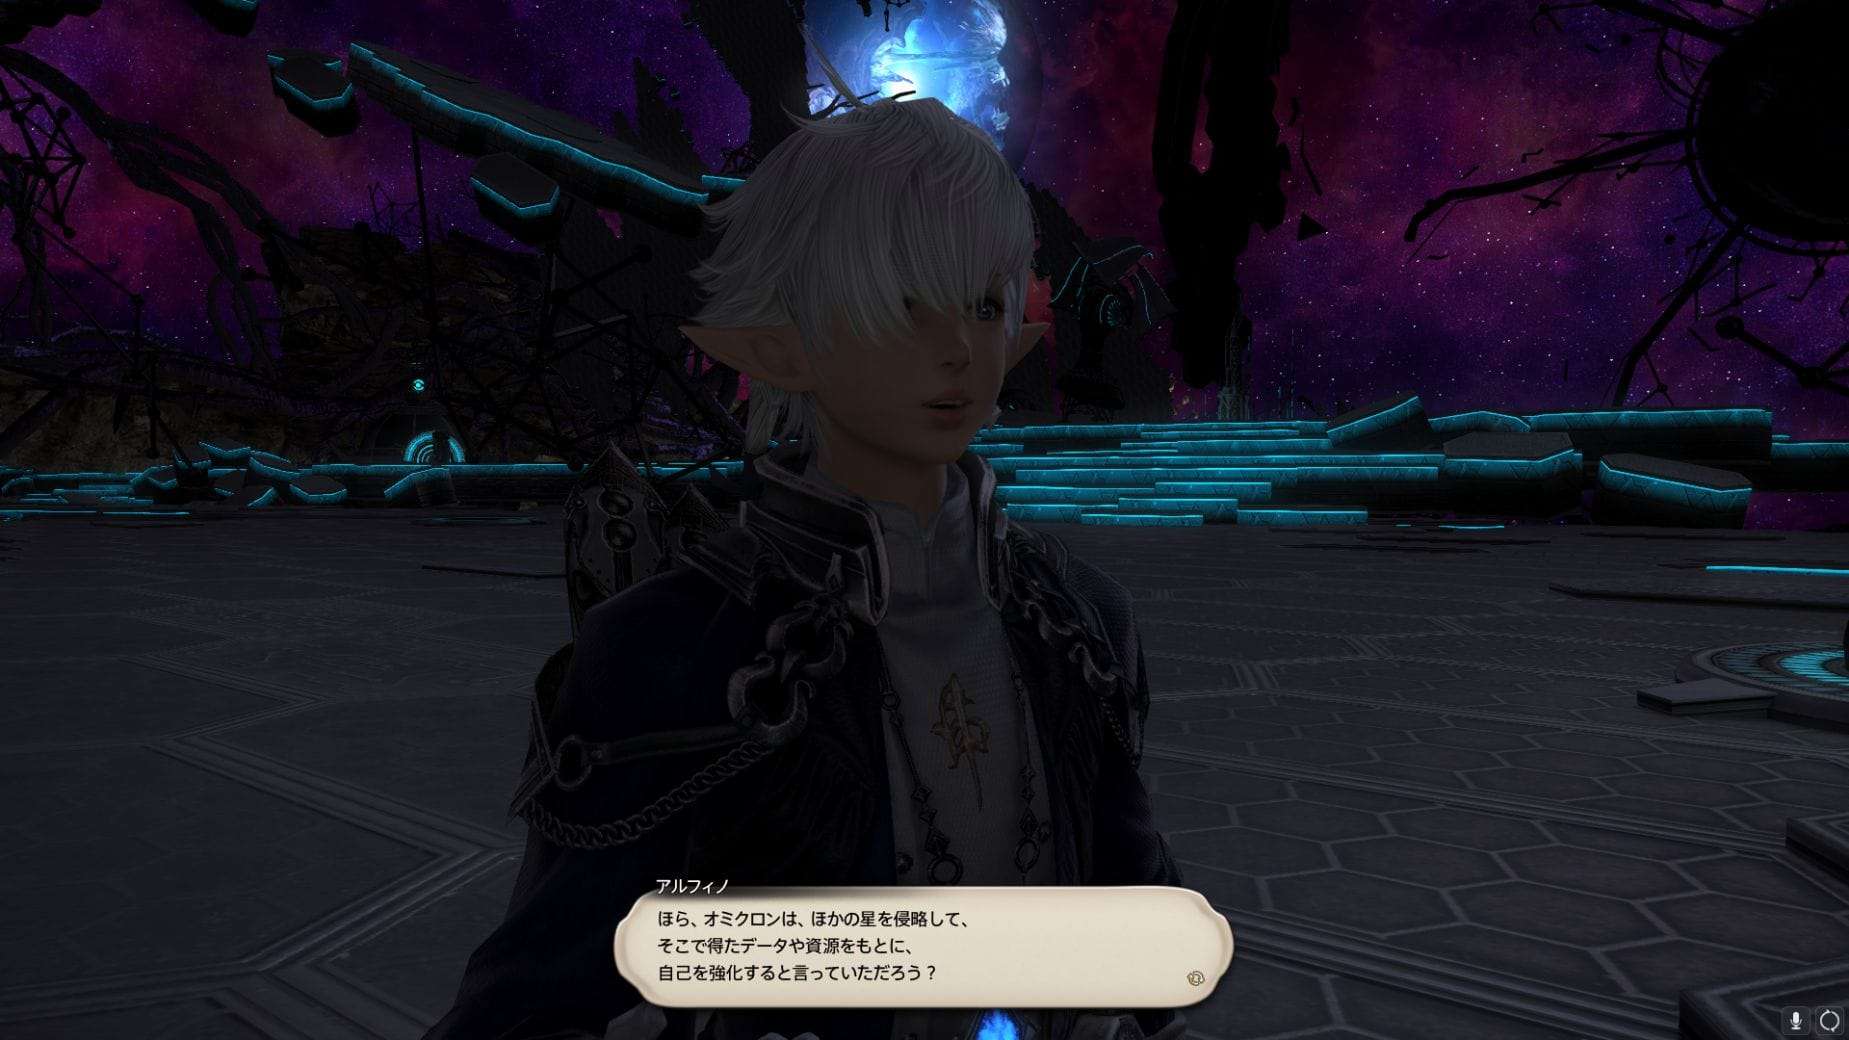 アルフィノ
ほら、オミクロンは、ほかの星を侵略して、
そこで得たデータや資源をもとに、
自己を強化すると言っていただろう？